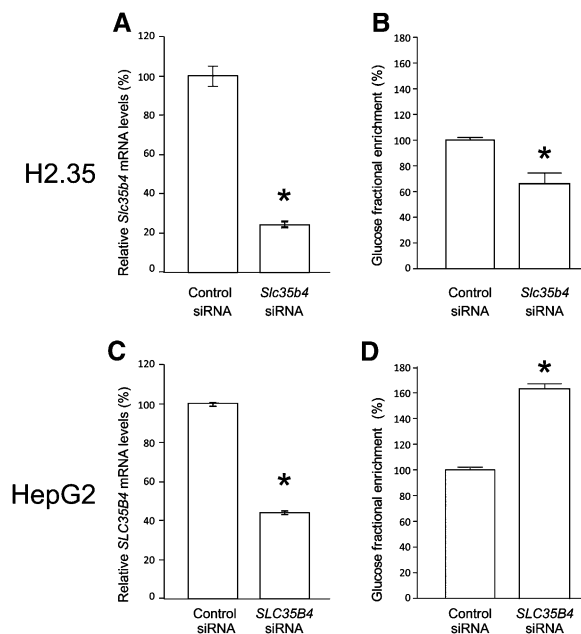 A
Relative Slc35b4 mRNA levels (%)
120
100
80
60
40
20
0
*
Control
siRNA
Slc35b4
siRNA
B
Glucose fractional enrichment (%)
180
160
140
120
100
80
60
40
20
0
*
Control
siRNA
Slc35b4
siRNA
H2.35
C
Relative SLC35B4 mRNA levels (%)
120
100
80
60
40
20
0
*
Control
siRNA
SLC35B4
siRNA
D
Glucose fractional enrichment (%)
180
160
140
120
100
80
60
40
20
0
*
Control
siRNA
SLC35B4
siRNA
HepG2